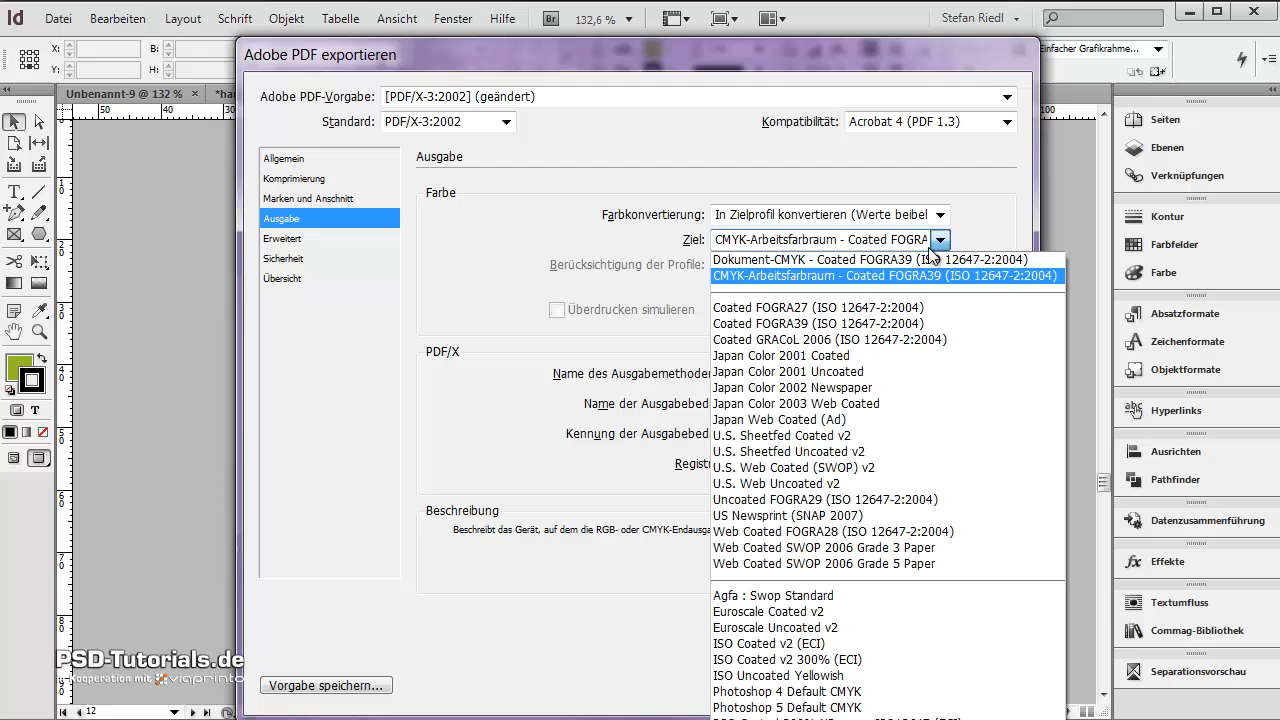 Id Datei Bearbeiten Layout Schrift Objekt Tabelle Ansicht Fenster Hilfe Br 132,6 % Stefan Riedl
X: B:
Y: H:
Einfacher Grafikrahme...
Adobe PDF exportieren
Unbenannt-9 @ 132 % ×
50 40 100
Adobe PDF-Vorgabe: [PDF/X-3:2002] (geändert)
Standard: PDF/X-3:2002
Kompatibilität: Acrobat 4 (PDF 1.3)
Allgemein
Komprimierung
Marken und Anschnitt
Ausgabe
Erweitert
Sicherheit
Übersicht
Ausgabe
Farbe
Farbkonvertierung: In Zielprofil konvertieren (Werte beibel
Ziel: CMYK-Arbeitsfarbraum - Coated FOGRA
Berücksichtigung der Profile:
Überdrucken simulieren
PDF/X
Name des Ausgabemethoden
Name der Ausgabebed
Kennung der Ausgabebed
Registr
Beschreibung
Beschreibt das Gerät, auf dem die RGB- oder CMYK-Endausga
Dokument-CMYK - Coated FOGRA39 (ISO 12647-2:2004)
CMYK-Arbeitsfarbraum - Coated FOGRA39 (ISO 12647-2:2004)
Coated FOGRA27 (ISO 12647-2:2004)
Coated FOGRA39 (ISO 12647-2:2004)
Coated GRACoL 2006 (ISO 12647-2:2004)
Japan Color 2001 Coated
Japan Color 2001 Uncoated
Japan Color 2002 Newspaper
Japan Color 2003 Web Coated
Japan Web Coated (Ad)
U.S. Sheetfed Coated v2
U.S. Sheetfed Uncoated v2
U.S. Web Coated (SWOP) v2
U.S. Web Uncoated v2
Uncoated FOGRA29 (ISO 12647-2:2004)
US Newsprint (SNAP 2007)
Web Coated FOGRA28 (ISO 12647-2:2004)
Web Coated SWOP 2006 Grade 3 Paper
Web Coated SWOP 2006 Grade 5 Paper
Agfa : Swop Standard
Euroscale Coated v2
Euroscale Uncoated v2
ISO Coated v2 (ECI)
ISO Coated v2 300% (ECI)
ISO Uncoated Yellowish
Photoshop 4 Default CMYK
Photoshop 5 Default CMYK
Vorgabe speichern...
Seiten
Ebenen
Verknüpfungen
Kontur
Farbfelder
Farbe
Absatzformate
Zeichenformate
Objektformate
Hyperlinks
Ausrichten
Pathfinder
Datenzusammenführung
Effekte
Textumfluss
Commag-Bibliothek
Separationsvorschau
PSD-Tutorials.de
Kooperation mit viaprinto
12